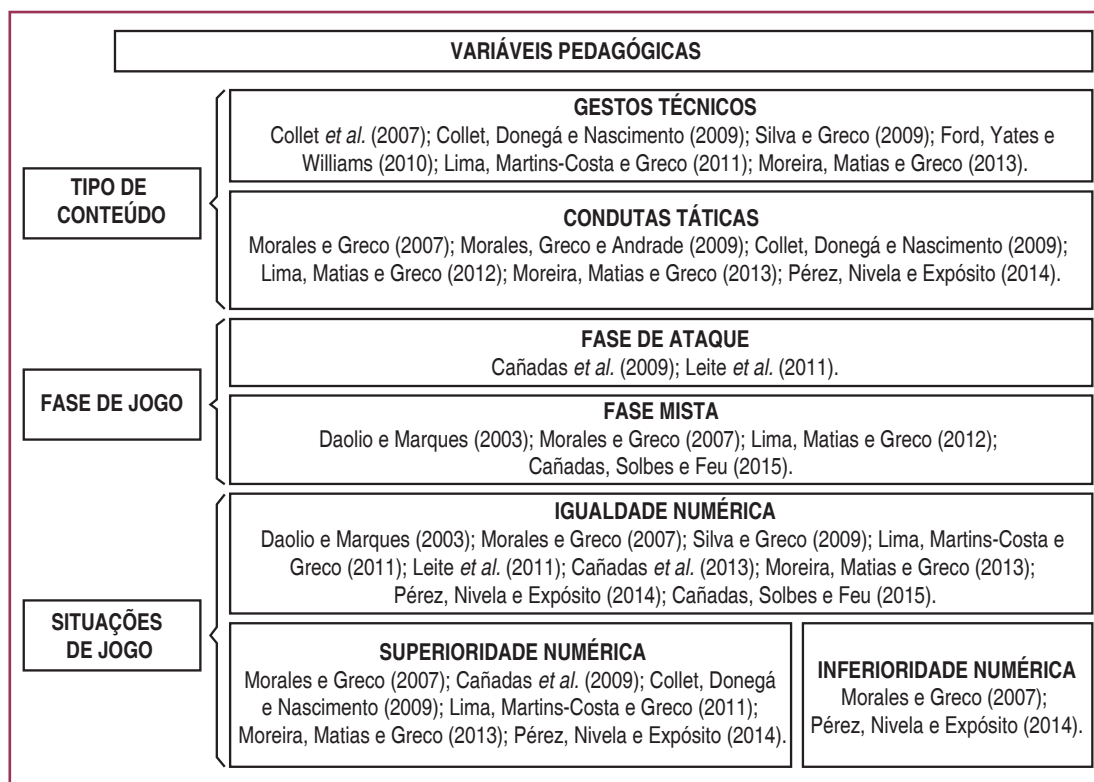 VARIÁVEIS PEDAGÓGICAS
TIPO DE
CONTEÚDO
GESTOS TÉCNICOS
Collet et al. (2007); Collet, Donegá e Nascimento (2009); Silva e Greco (2009); Ford, Yates e
Williams (2010); Lima, Martins-Costa e Greco (2011); Moreira, Matias e Greco (2013).
CONDUTAS TÁTICAS
Morales e Greco (2007); Morales, Greco e Andrade (2009); Collet, Donegá e Nascimento (2009);
Lima, Matias e Greco (2012); Moreira, Matias e Greco (2013); Pérez, Nivela e Expósito (2014).
FASE DE JOGO
FASE DE ATAQUE
Cañadas et al. (2009); Leite et al. (2011).
FASE MISTA
Daolio e Marques (2003); Morales e Greco (2007); Lima, Matias e Greco (2012);
Cañadas, Solbes e Feu (2015).
SITUAÇÕES
DE JOGO
IGUALDADE NUMÉRICA
Daolio e Marques (2003); Morales e Greco (2007); Silva e Greco (2009); Lima, Martins-Costa e
Greco (2011); Leite et al. (2011); Cañadas et al. (2013); Moreira, Matias e Greco (2013);
Pérez, Nivela e Expósito (2014); Cañadas, Solbes e Feu (2015).
SUPERIORIDADE NUMÉRICA
Morales e Greco (2007); Cañadas et al. (2009); Collet, Donegá
e Nascimento (2009); Lima, Martins-Costa e Greco (2011);
Moreira, Matias e Greco (2013); Pérez, Nivela e Expósito (2014).
INFERIORIDADE NUMÉRICA
Morales e Greco (2007);
Pérez, Nivela e Expósito (2014).